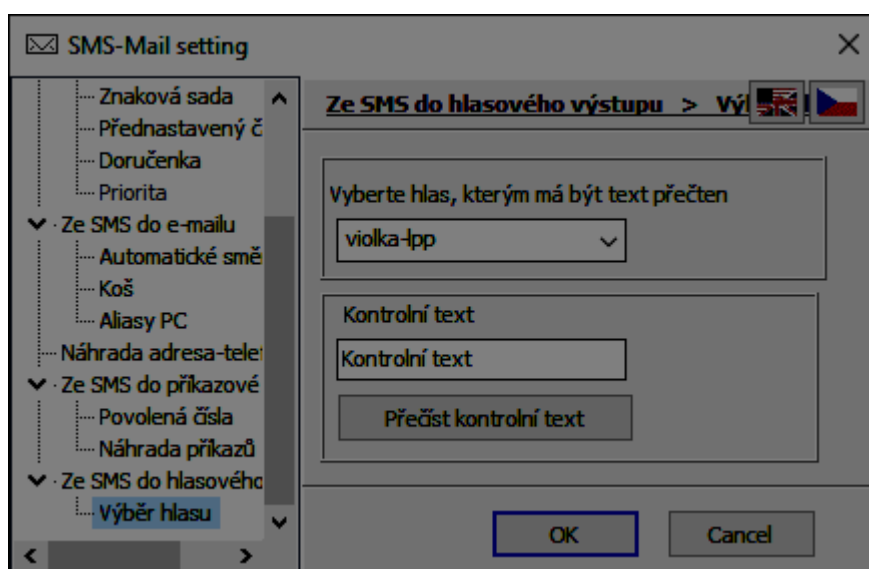 SMS-Mail setting
Znaková sada
Přednastavený č
Doručenka
Priorita
Ze SMS do e-mailu
Automatické smě
Koš
Aliasy PC
Náhrada adresa-telef
Ze SMS do příkazové
Povolená čísla
Náhrada příkazů
Ze SMS do hlasového
Výběr hlasu
Ze SMS do hlasového výstupu > Vý
Vyberte hlas, kterým má být text přečten
violka-lpp
Kontrolní text
Kontrolní text
Přečíst kontrolní text
OK Cancel